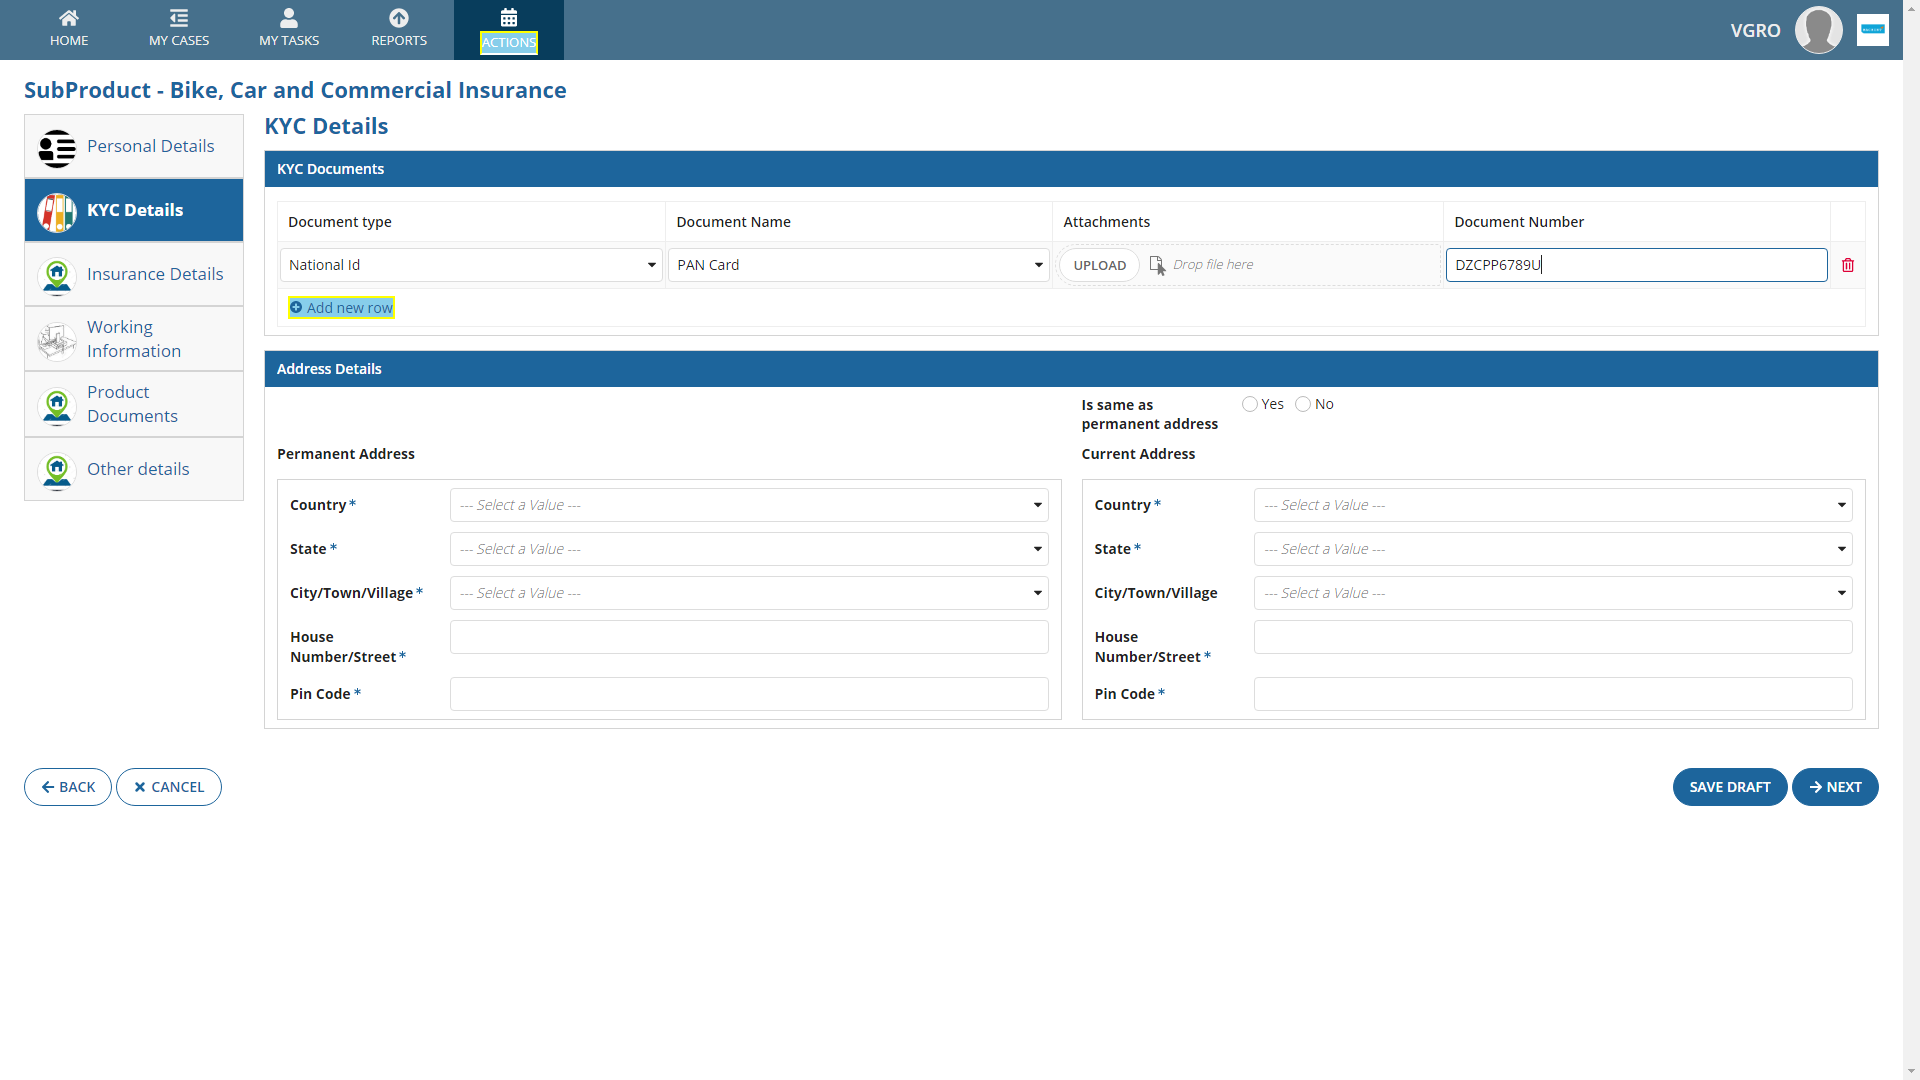 HOME
MY CASES
MY TASKS
REPORTS
ACTIONS
VGRO
SubProduct - Bike, Car and Commercial Insurance
Personal Details
KYC Details
Insurance Details
Working
Information
Product
Documents
Other details
KYC Details
KYC Documents
Document type
Document Name
Attachments
Document Number
National Id
PAN Card
UPLOAD
Drop file here
DZCPP6789U
Add new row
Address Details
Is same as
permanent address
Yes
No
Permanent Address
Country *
--- Select a Value ---
State *
--- Select a Value ---
City/Town/Village *
--- Select a Value ---
House
Number/Street *
Pin Code *
Current Address
Country *
--- Select a Value ---
State *
--- Select a Value ---
City/Town/Village
--- Select a Value ---
House
Number/Street *
Pin Code *
BACK
CANCEL
SAVE DRAFT
NEXT